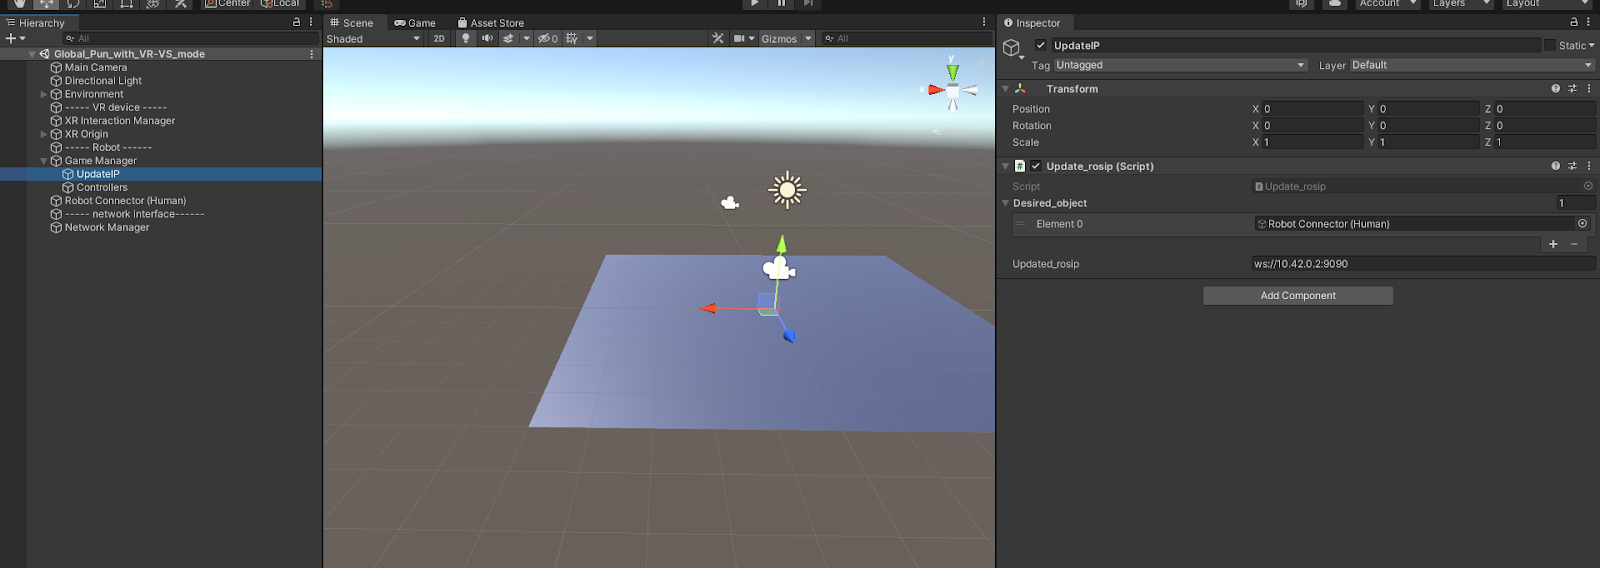 Center Local Account Layers Layout
Hierarchy
All
Global_Pun_with_VR-VS_mode
Main Camera
Directional Light
Environment
----- VR device -----
XR Interaction Manager
XR Origin
----- Robot ------
Game Manager
UpdateIP
Controllers
Robot Connector (Human)
----- network interface------
Network Manager
Scene Game Asset Store
Shaded 2D 0 Gizmos All
y
x
Inspector
UpdateIP Static
Tag Untagged Layer Default
Transform
Position X 0 Y 0 Z 0
Rotation X 0 Y 0 Z 0
Scale X 1 Y 1 Z 1
# Update_rosip (Script)
Script Update_rosip
Desired_object 1
Element 0 Robot Connector (Human)
+ −
Updated_rosip ws://10.42.0.2:9090
Add Component